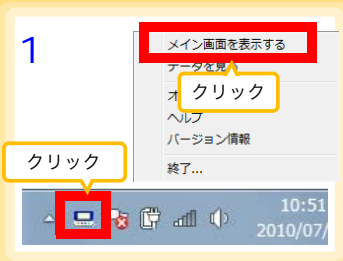 1
メイン画面を表示する
データを見
クリック
オ
ヘルプ
バージョン情報
終了...
クリック
10:51
2010/07/